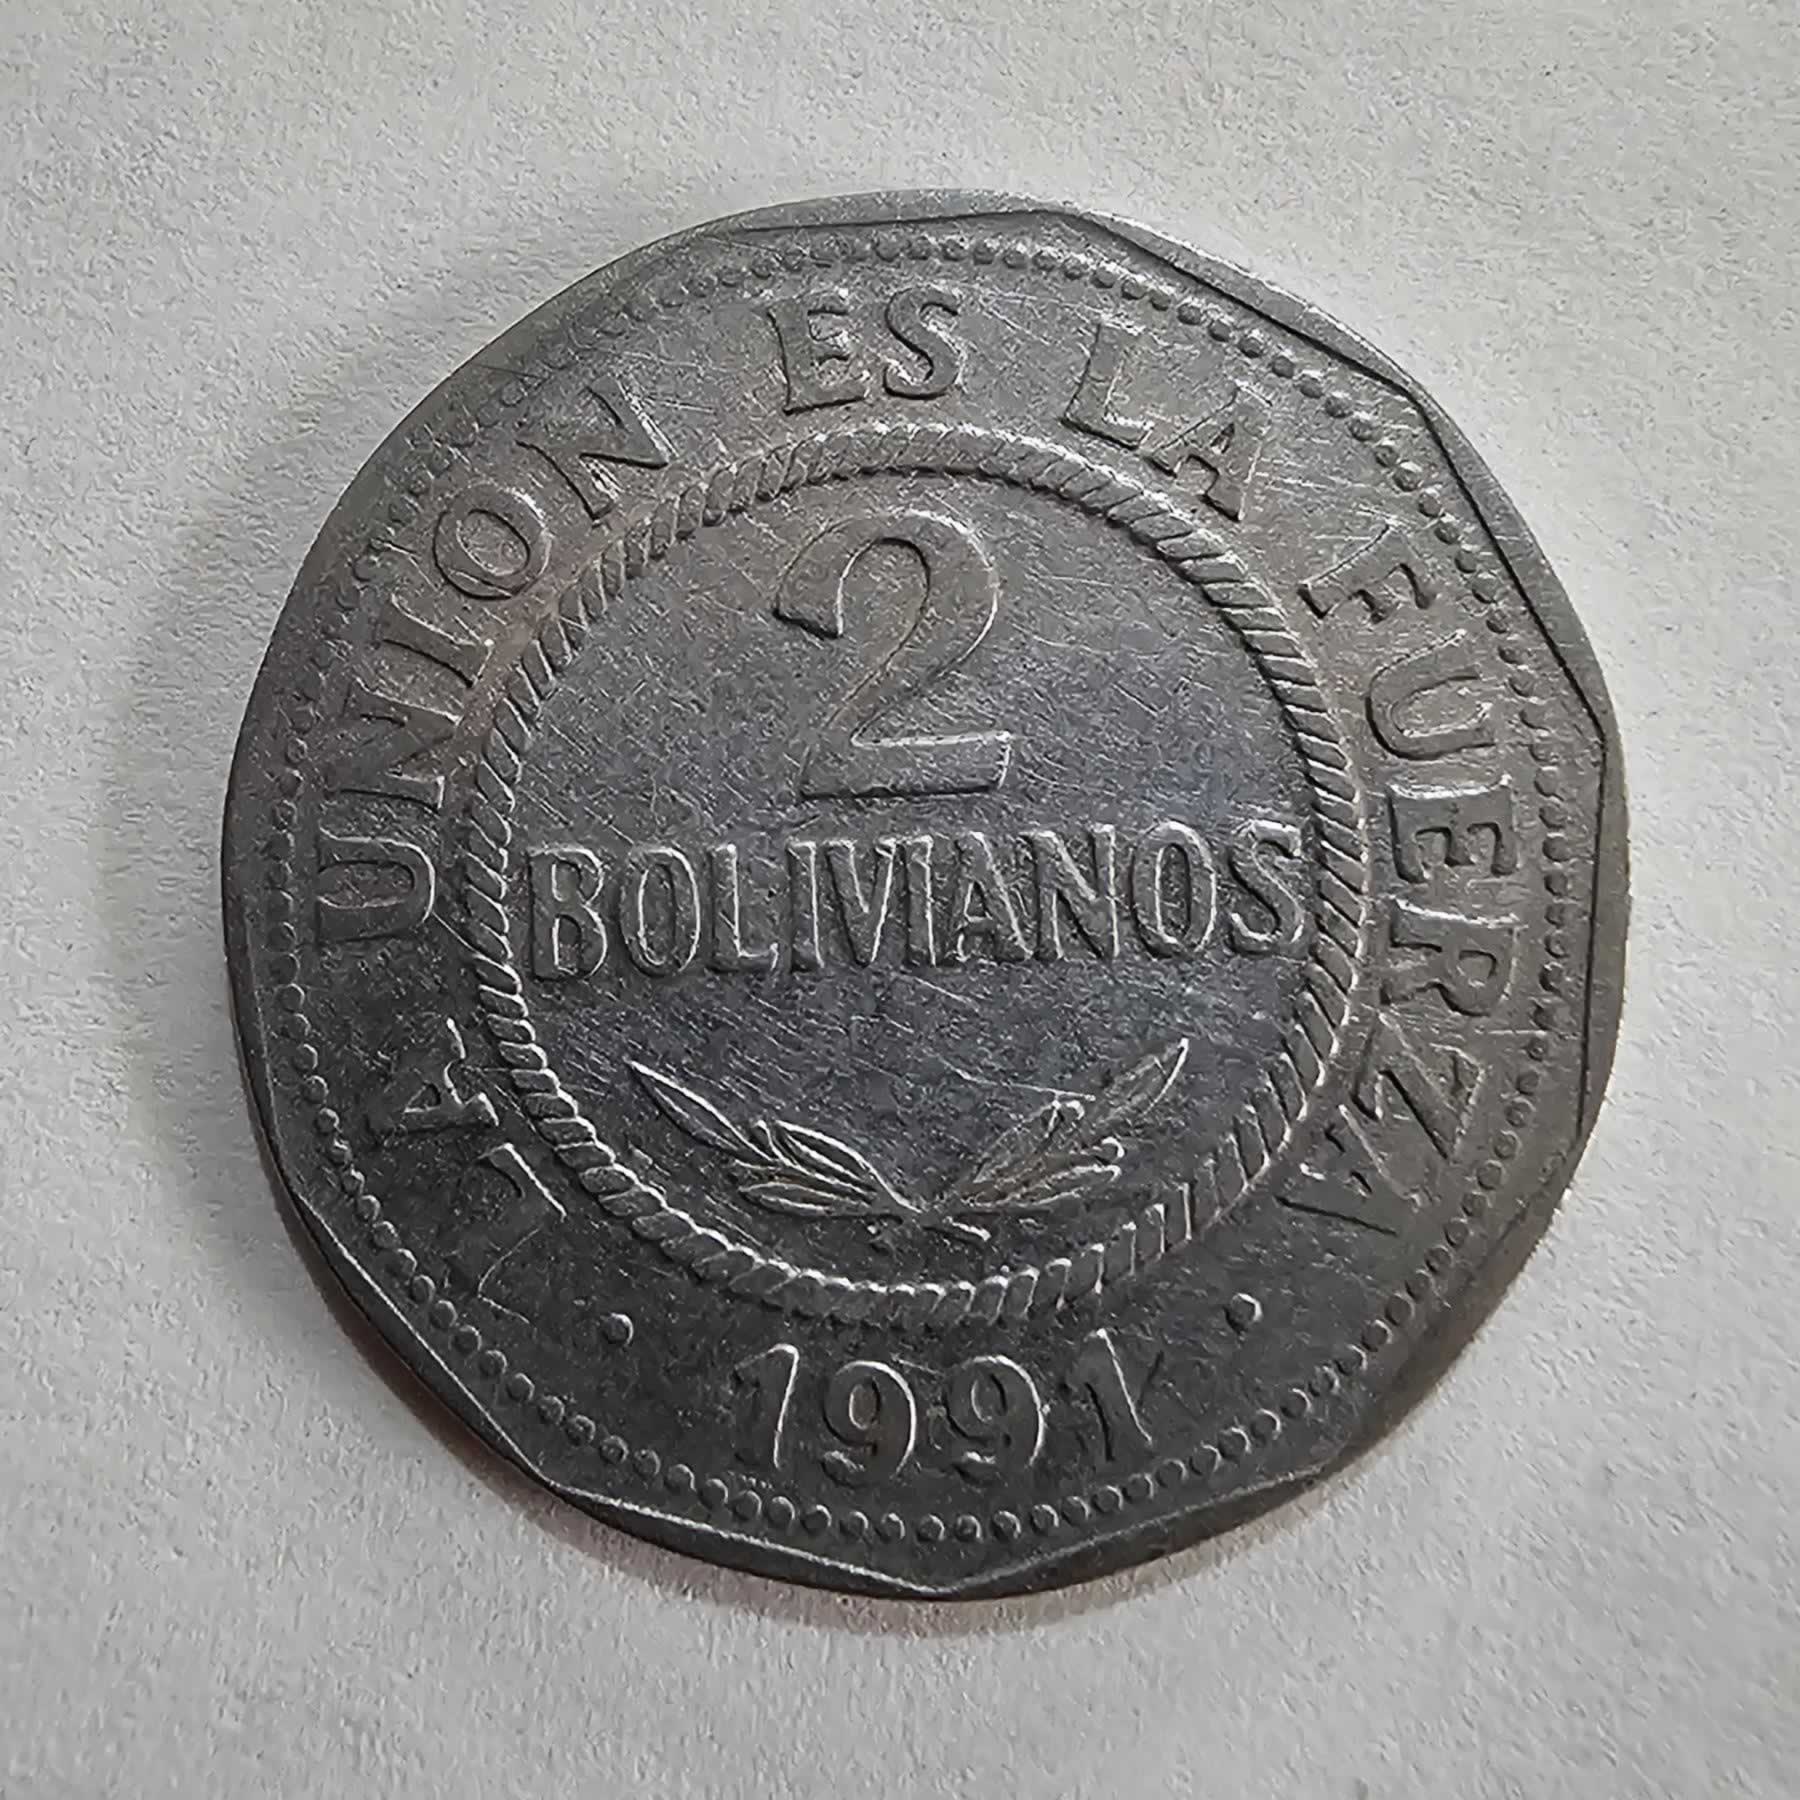 LA UNION ES LA FUERZA
2
BOLIVIANOS
• 1991 •